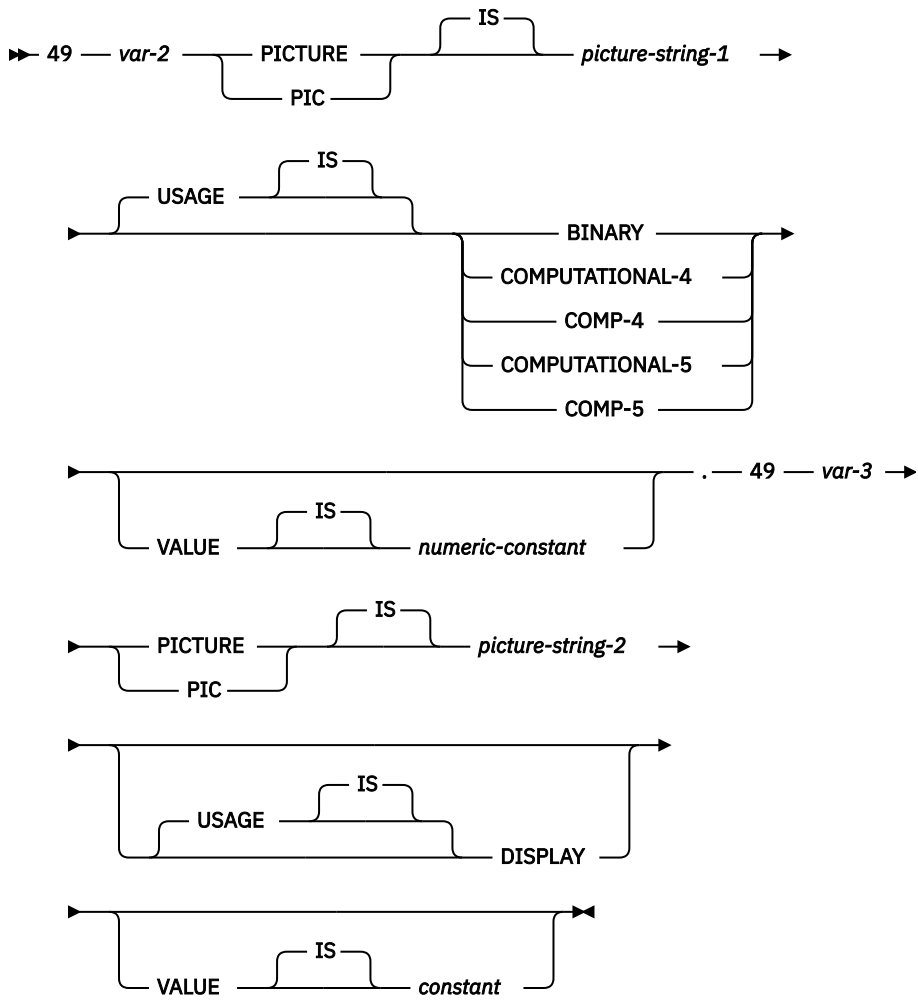 IS
49 var-2 PICTURE picture-string-1
PIC
IS
USAGE
BINARY
COMPUTATIONAL-4
COMP-4
COMPUTATIONAL-5
COMP-5
. 49 var-3
IS
VALUE numeric-constant
IS
PICTURE picture-string-2
PIC
IS
USAGE
DISPLAY
IS
VALUE constant